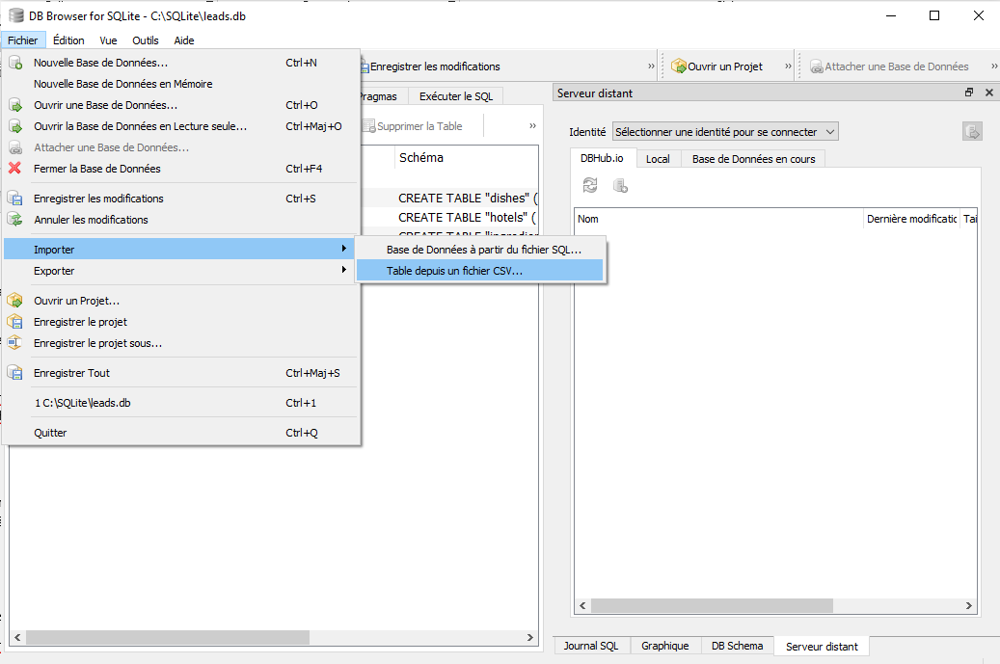 DB Browser for SQLite - C:\SQLite\leads.db
Fichier Édition Vue Outils Aide
Nouvelle Base de Données... Ctrl+N
Nouvelle Base de Données en Mémoire
Ouvrir une Base de Données... Ctrl+O
Ouvrir la Base de Données en Lecture seule... Ctrl+Maj+O
Attacher une Base de Données...
Fermer la Base de Données Ctrl+F4
Enregistrer les modifications Ctrl+S
Annuler les modifications
Importer
Exporter
Ouvrir un Projet...
Enregistrer le projet
Enregistrer le projet sous...
Enregistrer Tout Ctrl+Maj+S
1 C:\SQLite\leads.db Ctrl+1
Quitter Ctrl+Q
Base de Données à partir du fichier SQL...
Table depuis un fichier CSV...
Enregistrer les modifications » Ouvrir un Projet » Attacher une Base de Données »
Pragmas Exécuter le SQL
Supprimer la Table »
Schéma
CREATE TABLE "dishes" (
CREATE TABLE "hotels" (
CREATE TABLE "ingredien
Serveur distant
Identité Sélectionner une identité pour se connecter
DBHub.io Local Base de Données en cours
Nom Dernière modificatic Tai
Journal SQL Graphique DB Schema Serveur distant